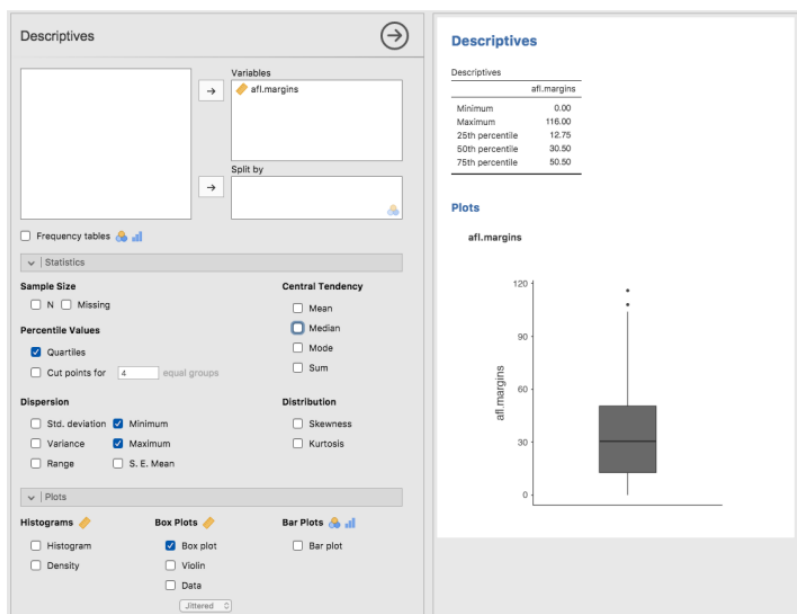 Descriptives
Variables
afl.margins
Split by
Frequency tables
Statistics
Sample Size
N Missing
Percentile Values
Quartiles
Cut points for 4 equal groups
Dispersion
Std. deviation Minimum
Variance Maximum
Range S. E. Mean
Central Tendency
Mean
Median
Mode
Sum
Distribution
Skewness
Kurtosis
Plots
Histograms
Histogram
Density
Box Plots
Box plot
Violin
Data
Jittered
Bar Plots
Bar plot
Descriptives
Descriptives
afl.margins
Minimum 0.00
Maximum 116.00
25th percentile 12.75
50th percentile 30.50
75th percentile 50.50
Plots
afl.margins
120
90
60
30
0
afl.margins